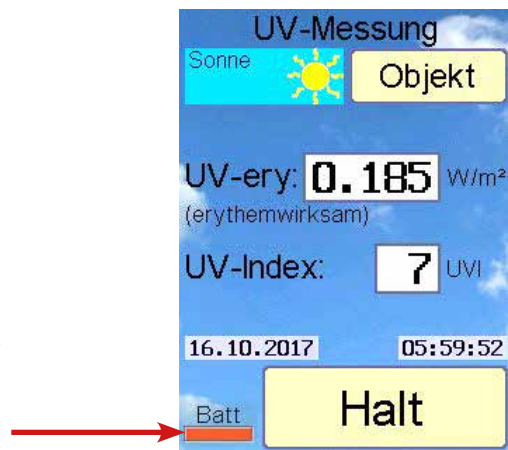 UV-Messung
Sonne Objekt
UV-ery: 0.185 W/m²
(erythemwirksam)
UV-Index: 7 UVI
16.10.2017 05:59:52
Batt Halt